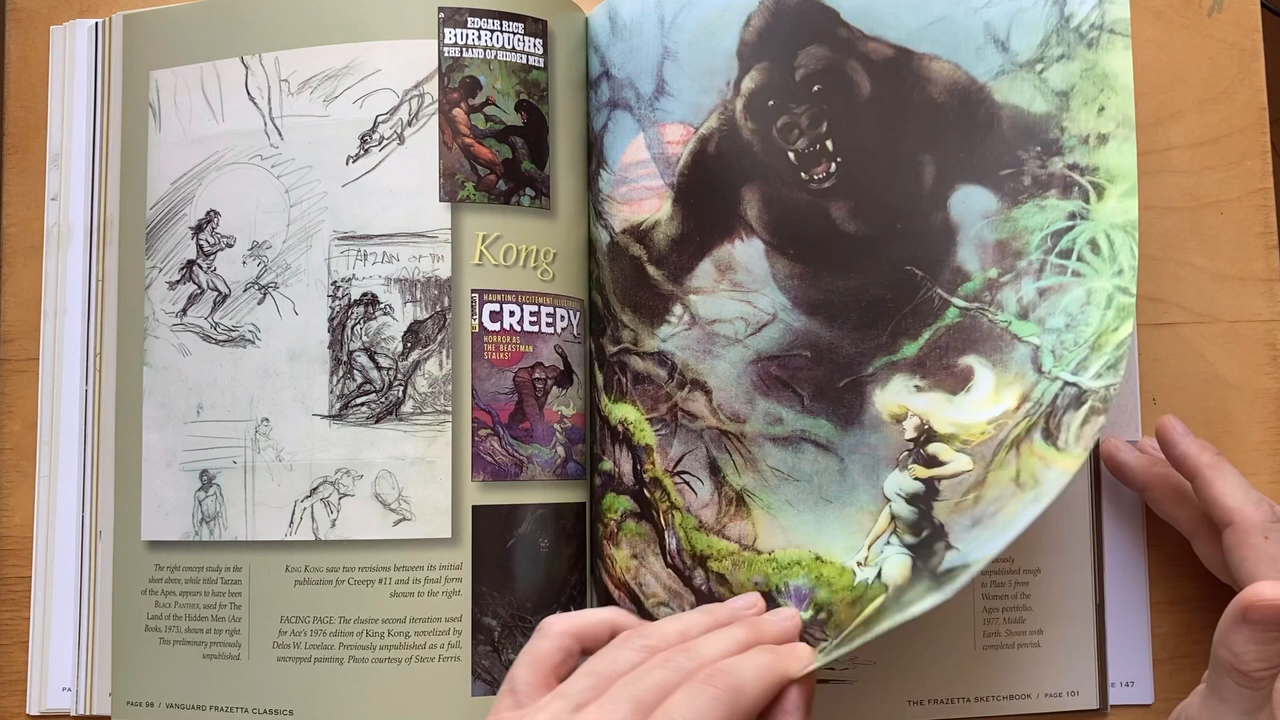 EDGAR RICE
BURROUGHS
THE LAND OF HIDDEN MEN
TARZAN OF THE
APE
Kong
HAUNTING EXCITEMENT ILLUSTRATED
CREEPY
HORROR AS
THE BEASTMAN
STALKS!
The right concept study in the
sheet above, while titled Tarzan
of the Apes, appears to have been
BLACK PANTHER, used for The
Land of the Hidden Men (Ace
Books, 1973), shown at top right.
This preliminary previously
unpublished.
KING KONG saw two revisions between its initial
publication for Creepy #11 and its final form
shown to the right.
FACING PAGE: The elusive second iteration used
for Ace's 1976 edition of King Kong, novelized by
Delos W. Lovelace. Previously unpublished as a full,
uncropped painting. Photo courtesy of Steve Ferris.
PAGE 98 / VANGUARD FRAZETTA CLASSICS
unpublished rough
to Plate 5 from
Women of the
Ages portfolio,
1977, Middle
Earth. Shown with
completed pen/ink.
THE FRAZETTA SKETCHBOOK / PAGE 101
GE 147
PA